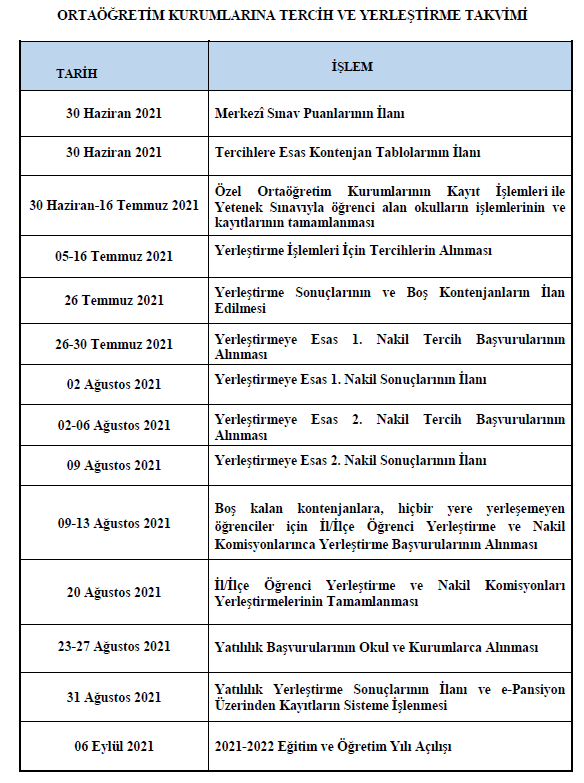 ORTAÖĞRETİM KURUMLARINA TERCİH VE YERLEŞTİRME TAKVİMİ
TARİH
İŞLEM
30 Haziran 2021
Merkezî Sınav Puanlarının İlanı
30 Haziran 2021
Tercihlere Esas Kontenjan Tablolarının İlanı
30 Haziran-16 Temmuz 2021
Özel Ortaöğretim Kurumlarının Kayıt İşlemleri ile
Yetenek Sınavıyla öğrenci alan okulların işlemlerinin ve
kayıtlarının tamamlanması
05-16 Temmuz 2021
Yerleştirme İşlemleri İçin Tercihlerin Alınması
26 Temmuz 2021
Yerleştirme Sonuçlarının ve Boş Kontenjanların İlan
Edilmesi
26-30 Temmuz 2021
Yerleştirmeye Esas 1. Nakil Tercih Başvurularının
Alınması
02 Ağustos 2021
Yerleştirmeye Esas 1. Nakil Sonuçlarının İlanı
02-06 Ağustos 2021
Yerleştirmeye Esas 2. Nakil Tercih Başvurularının
Alınması
09 Ağustos 2021
Yerleştirmeye Esas 2. Nakil Sonuçlarının İlanı
09-13 Ağustos 2021
Boş kalan kontenjanlara, hiçbir yere yerleşemeyen
öğrenciler için İl/İlçe Öğrenci Yerleştirme ve Nakil
Komisyonlarınca Yerleştirme Başvurularının Alınması
20 Ağustos 2021
İl/İlçe Öğrenci Yerleştirme ve Nakil Komisyonları
Yerleştirmelerinin Tamamlanması
23-27 Ağustos 2021
Yatılılık Başvurularının Okul ve Kurumlarca Alınması
31 Ağustos 2021
Yatılılık Yerleştirme Sonuçlarının İlanı ve e-Pansiyon
Üzerinden Kayıtların Sisteme İşlenmesi
06 Eylül 2021
2021-2022 Eğitim ve Öğretim Yılı Açılışı